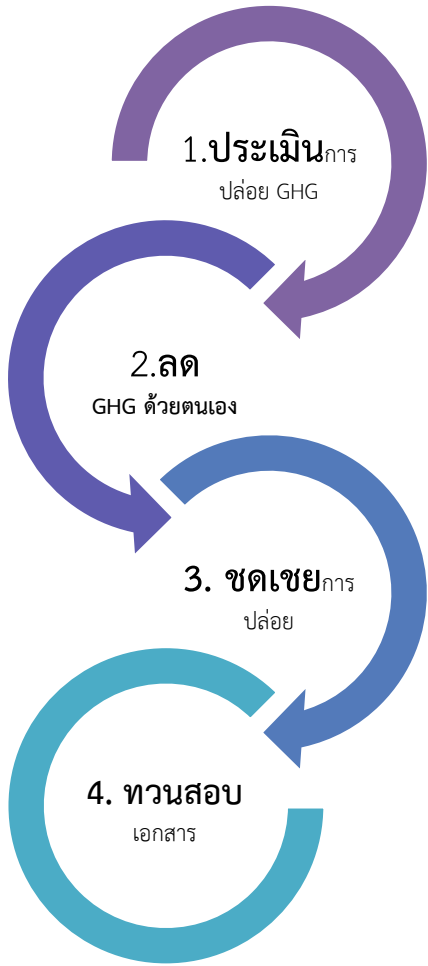 1.ประเมินการ
ปล่อย GHG
2.ลด
GHG ด้วยตนเอง
3. ชดเชยการ
ปล่อย
4. ทวนสอบ
เอกสาร